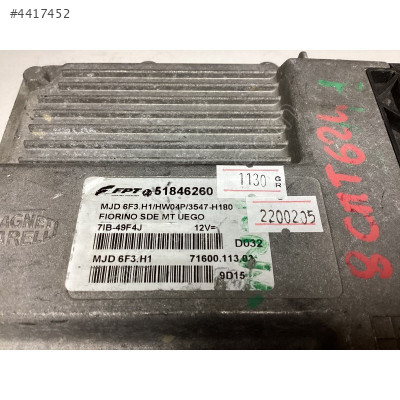 #4417452
FPT 51846260
MJD 6F3.H1/HW04P/3547-H180
FIORINO SDE MT UEGO
7IB-49F4J 12V=
D032
MJD 6F3.H1 71600.113.03
9D15
1130
GR
2200205
MAGNETI
MARELLI